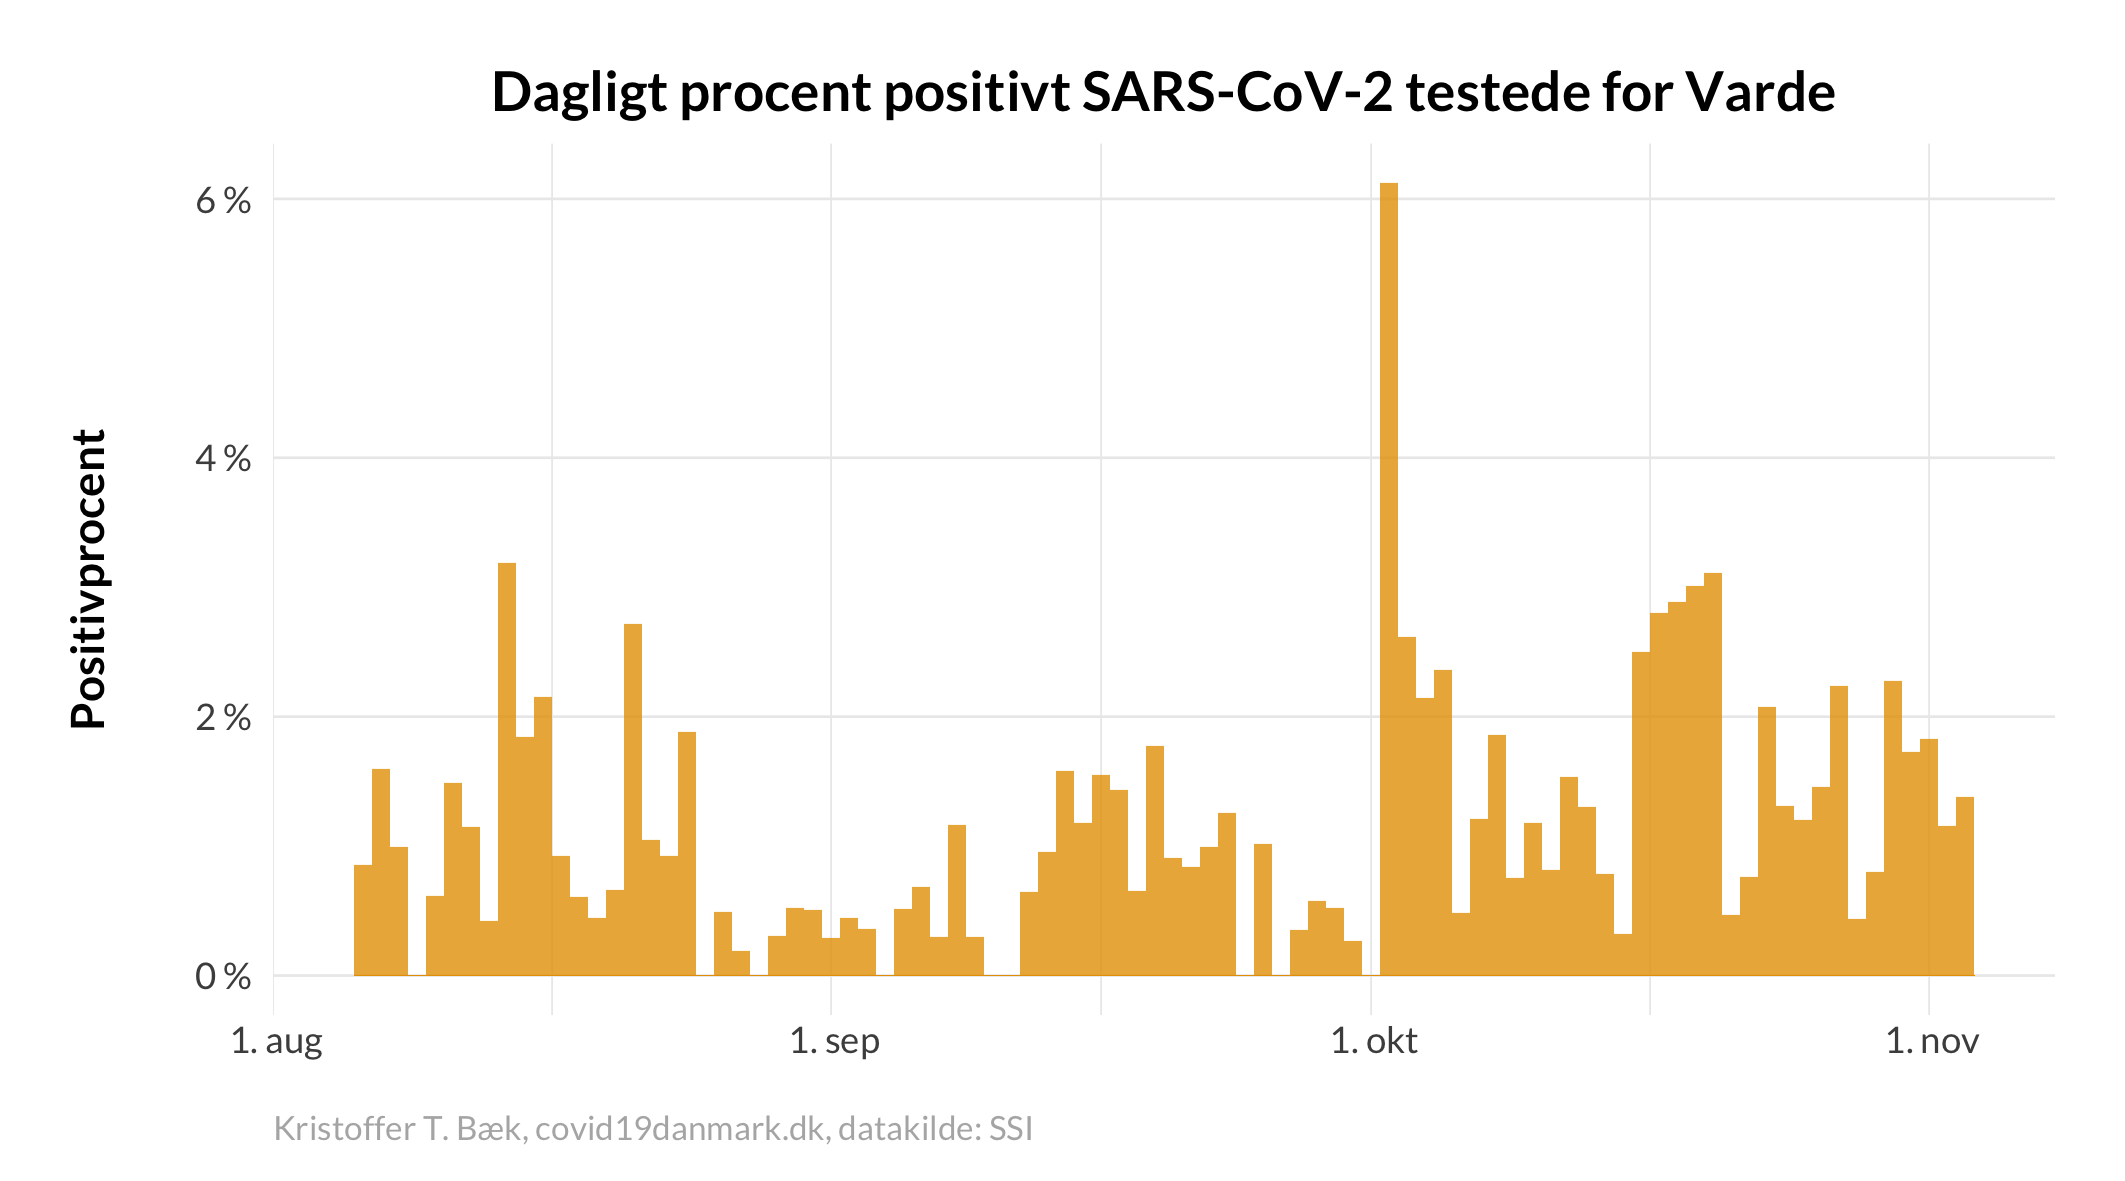 Dagligt procent positivt SARS-CoV-2 testede for Varde
Positivprocent
6 %
4 %
2 %
0 %
1. aug
1. sep
1. okt
1. nov
Kristoffer T. Bæk, covid19danmark.dk, datakilde: SSI